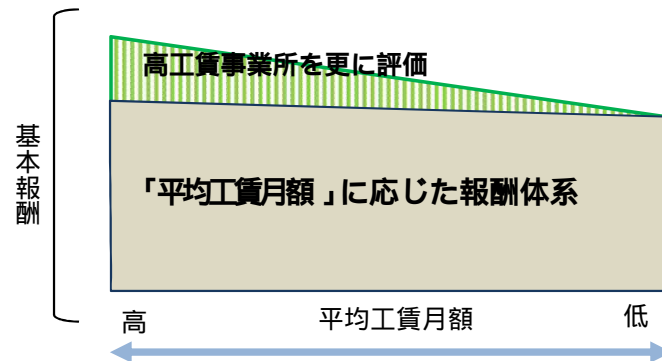 高工賃事業所を更に評価
基本報酬
「平均工賃月額」に応じた報酬体系
高
平均工賃月額
低